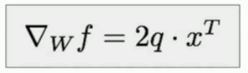 ∇_W f = 2q · x^T